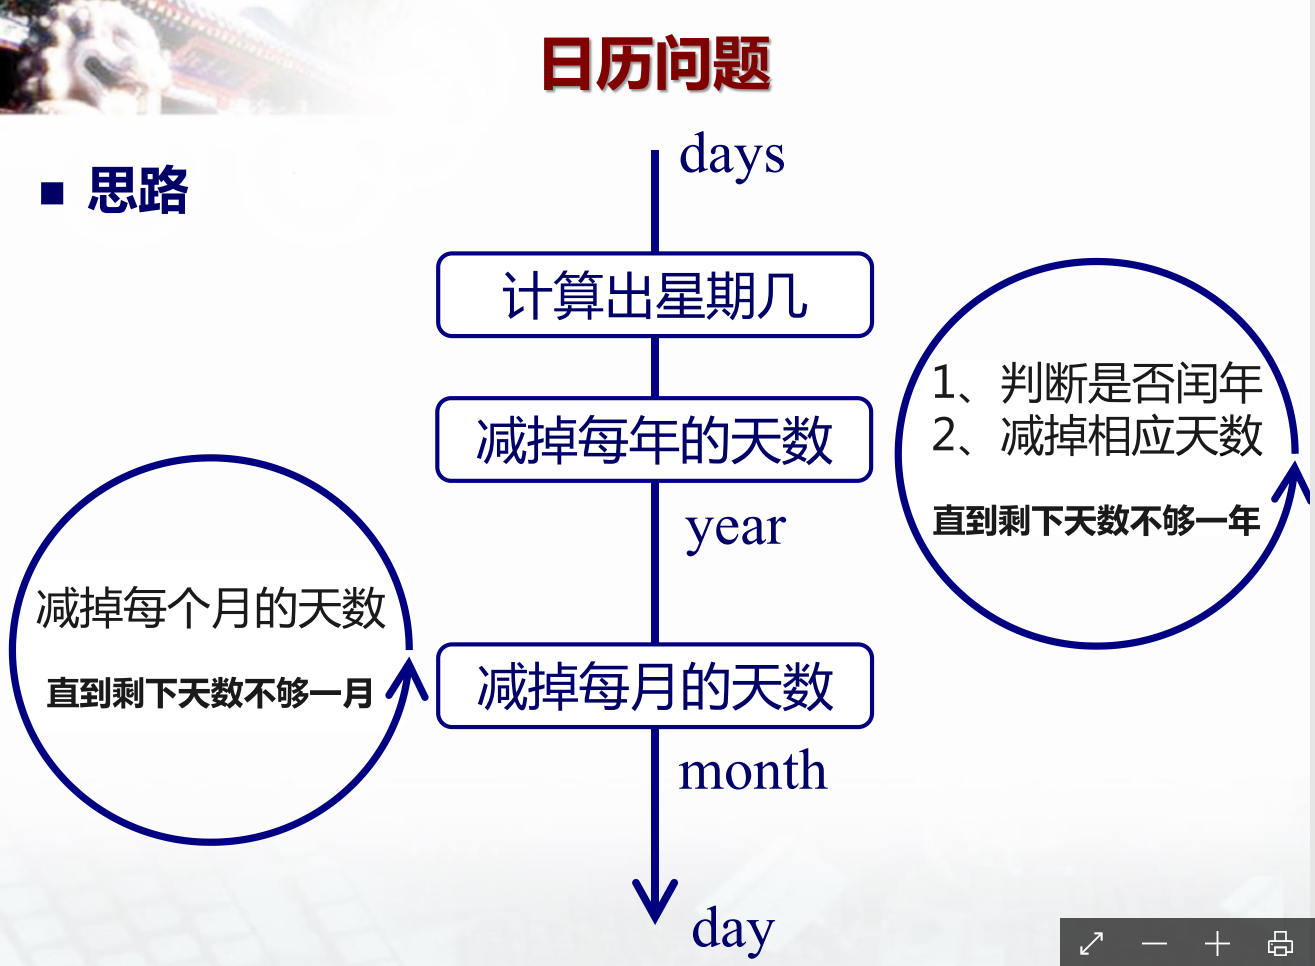 日历问题
思路
days
计算出星期几
减掉每年的天数
year
减掉每月的天数
month
day
1、判断是否闰年
2、减掉相应天数
直到剩下天数不够一年
减掉每个月的天数
直到剩下天数不够一月